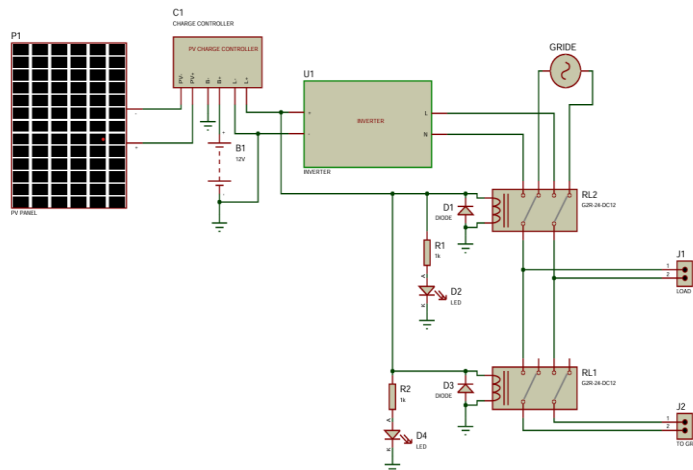 P1
PV PANEL
C1
CHARGE CONTROLLER
PV CHARGE CONTROLLER
PV-
PV+
B-
B+
L-
L+
-
+
+
B1
12V
-
U1
+
-
INVERTER
L
N
INVERTER
GRIDE
RL2
G2R-24-DC12
D1
DIODE
R1
1k
A
D2
LED
K
J1
1
2
LOAD
RL1
G2R-24-DC12
D3
DIODE
R2
1k
A
D4
LED
K
J2
1
2
TO GR